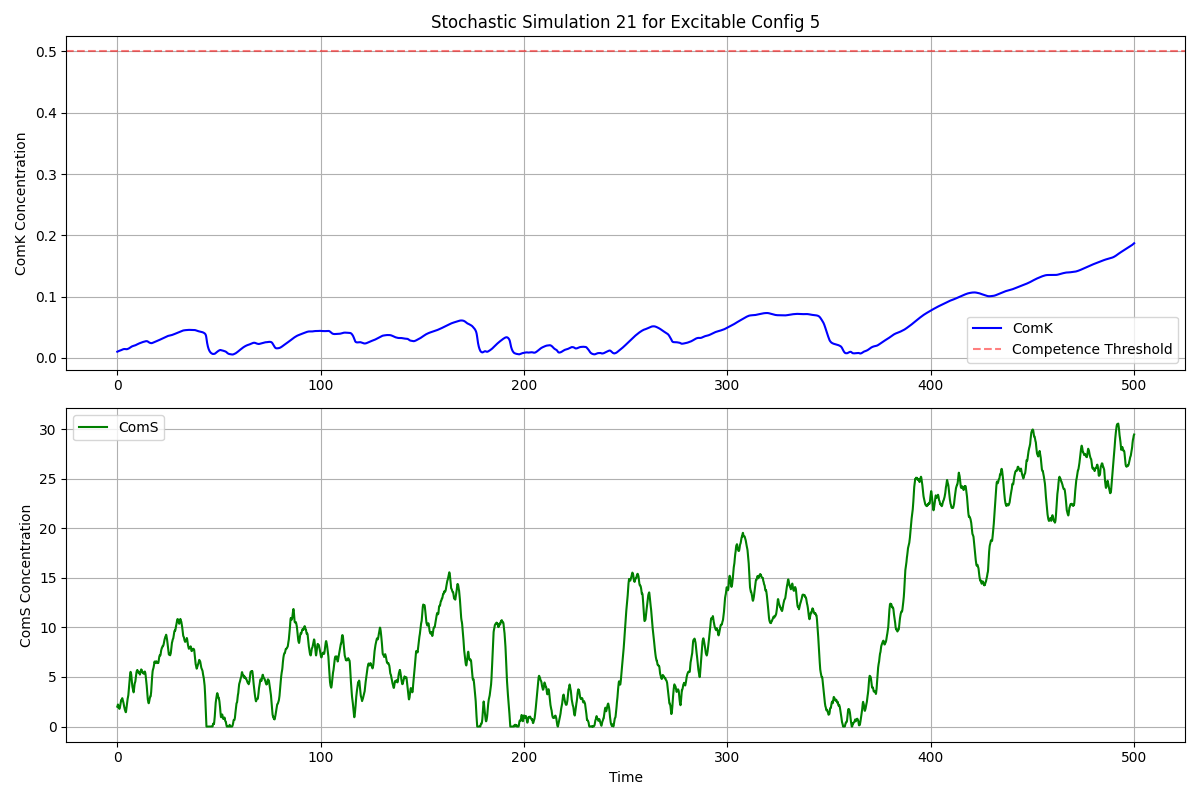 Stochastic Simulation 21 for Excitable Config 5
ComK Concentration
0.5
0.4
0.3
0.2
0.1
0.0
0 100 200 300 400 500
ComK
Competence Threshold
ComS Concentration
30
25
20
15
10
5
0
ComS
0 100 200 300 400 500
Time